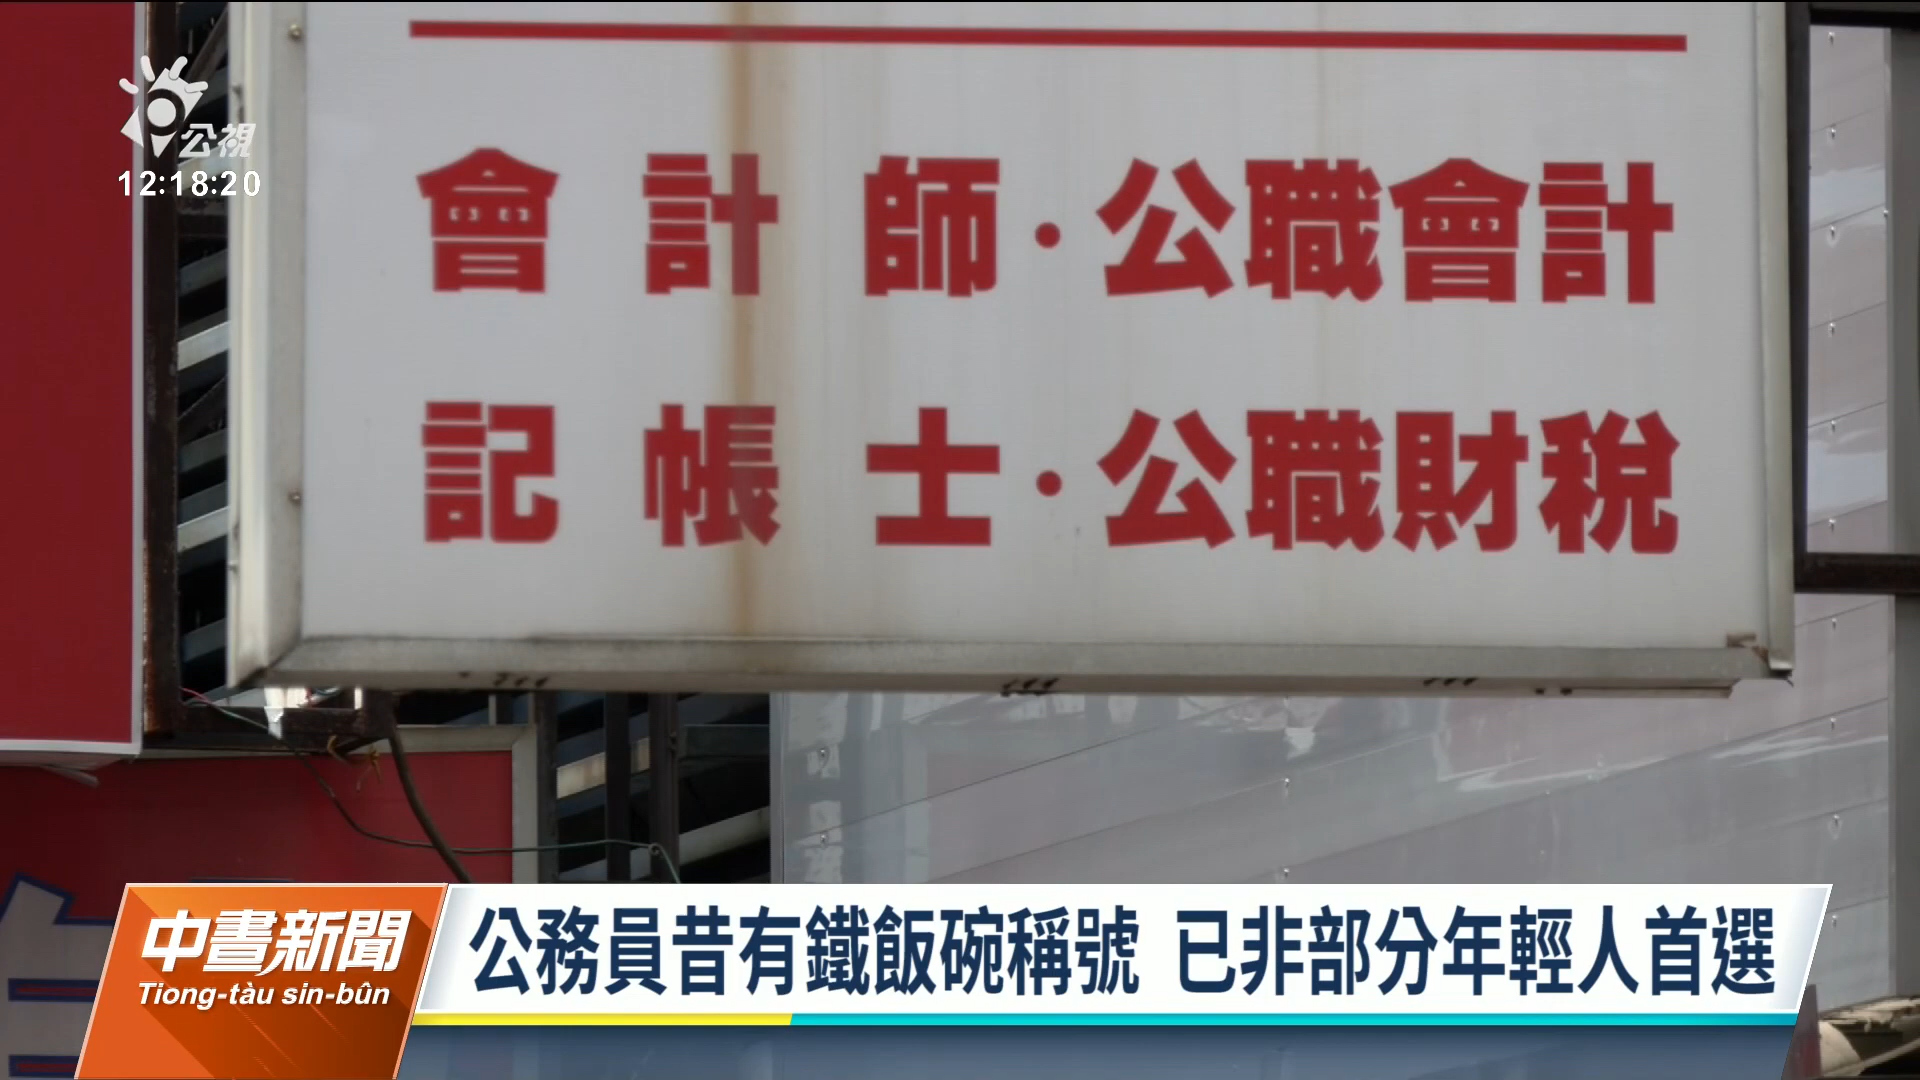 公視
12:18:20
會計師·公職會計
記帳士·公職財稅
中晝新聞
Tiong-tàu sin-bûn
公務員昔有鐵飯碗稱號 已非部分年輕人首選